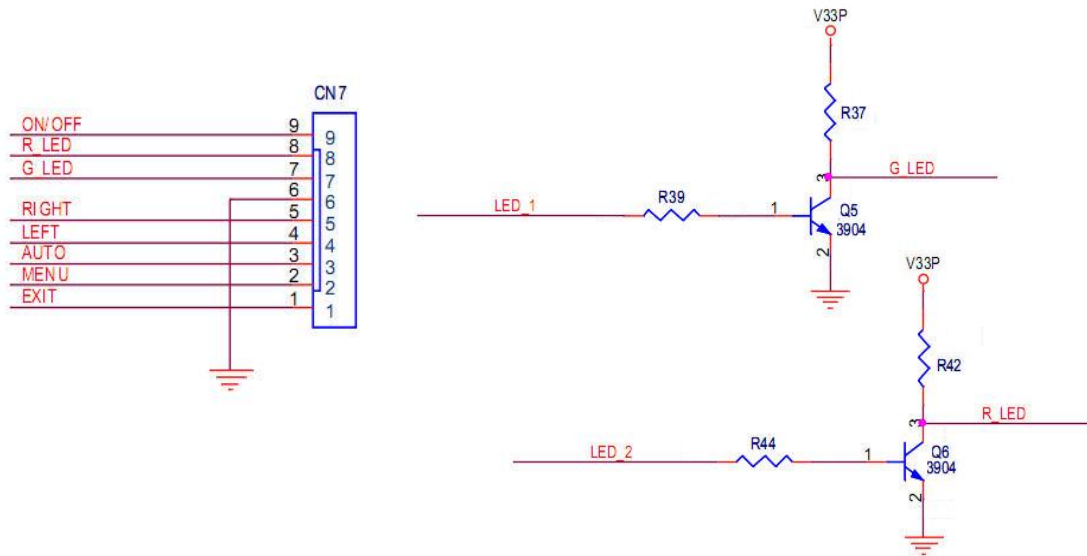 CN7
ON/OFF 9 9
R_LED 8 8
G_LED 7 7
6 6
RIGHT 5 5
LEFT 4 4
AUTO 3 3
MENU 2 2
EXIT 1 1
V33P
R37
3
G_LED
LED_1
R39
1
Q5
3904
2
V33P
R42
3
R_LED
LED_2
R44
1
Q6
3904
2